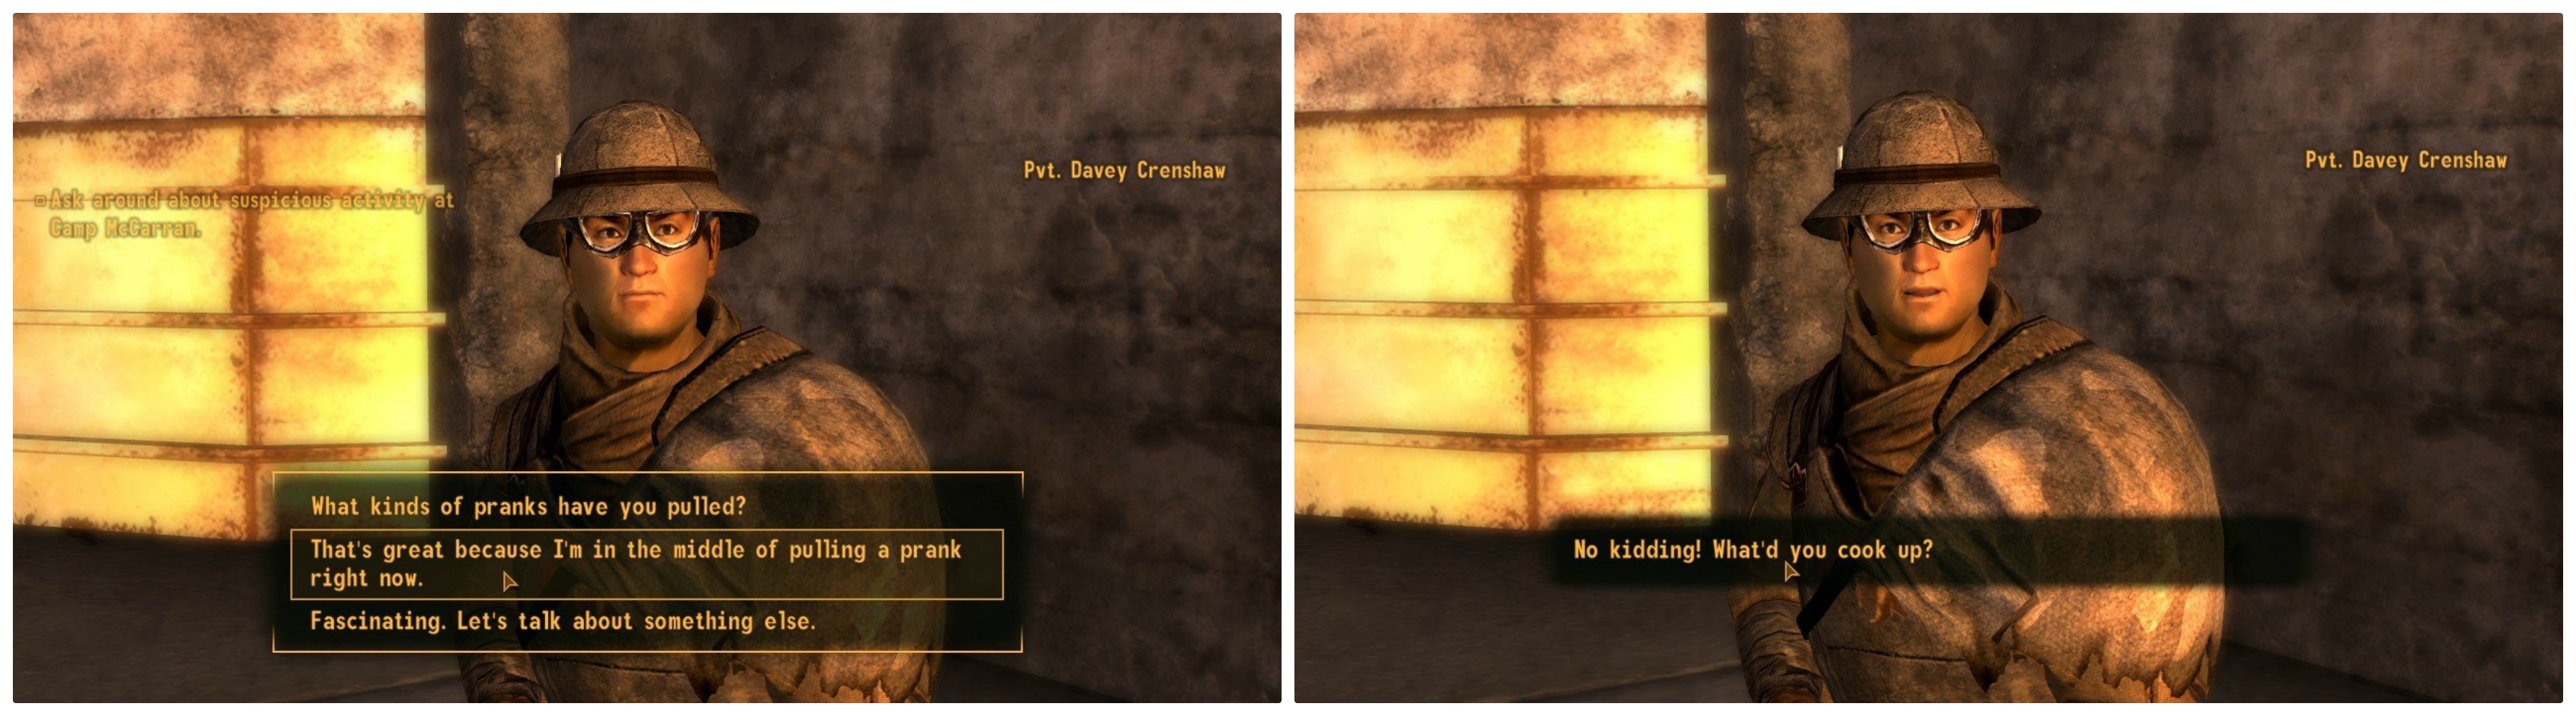 Pvt. Davey Crenshaw
Ask around about suspicious activity at
Camp McCarran.
What kinds of pranks have you pulled?
That's great because I'm in the middle of pulling a prank
right now.
Fascinating. Let's talk about something else.
Pvt. Davey Crenshaw
No kidding! What'd you cook up?